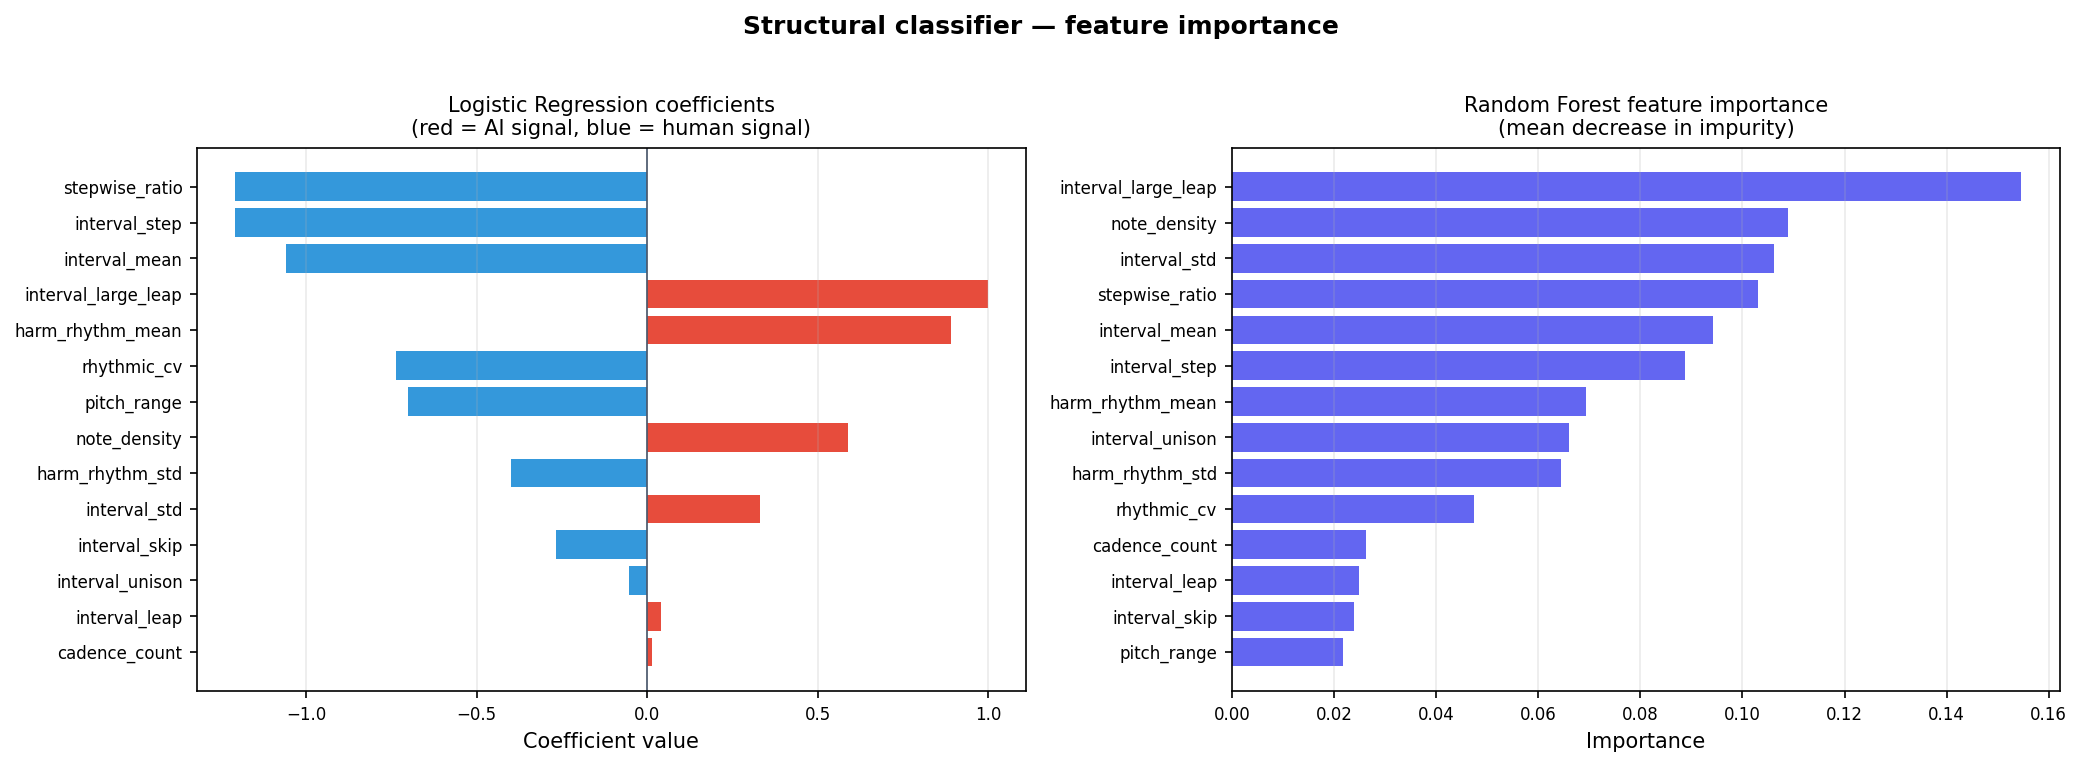 Structural classifier — feature importance
Logistic Regression coefficients
(red = AI signal, blue = human signal)
stepwise_ratio
interval_step
interval_mean
interval_large_leap
harm_rhythm_mean
rhythmic_cv
pitch_range
note_density
harm_rhythm_std
interval_std
interval_skip
interval_unison
interval_leap
cadence_count
−1.0 −0.5 0.0 0.5 1.0
Coefficient value
Random Forest feature importance
(mean decrease in impurity)
interval_large_leap
note_density
interval_std
stepwise_ratio
interval_mean
interval_step
harm_rhythm_mean
interval_unison
harm_rhythm_std
rhythmic_cv
cadence_count
interval_leap
interval_skip
pitch_range
0.00 0.02 0.04 0.06 0.08 0.10 0.12 0.14 0.16
Importance